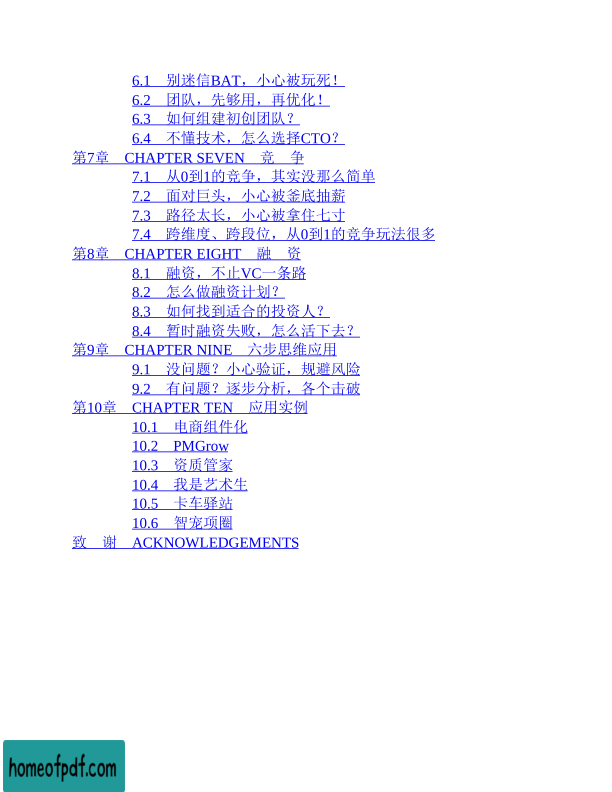 6.1 别迷信BAT，小心被玩死！
6.2 团队，先够用，再优化！
6.3 如何组建初创团队？
6.4 不懂技术，怎么选择CTO？
第7章 CHAPTER SEVEN 竞 争
7.1 从0到1的竞争，其实没那么简单
7.2 面对巨头，小心被釜底抽薪
7.3 路径太长，小心被拿住七寸
7.4 跨维度、跨段位，从0到1的竞争玩法很多
第8章 CHAPTER EIGHT 融 资
8.1 融资，不止VC一条路
8.2 怎么做融资计划？
8.3 如何找到适合的投资人？
8.4 暂时融资失败，怎么活下去？
第9章 CHAPTER NINE 六步思维应用
9.1 没问题？小心验证，规避风险
9.2 有问题？逐步分析，各个击破
第10章 CHAPTER TEN 应用实例
10.1 电商组件化
10.2 PMGrow
10.3 资质管家
10.4 我是艺术生
10.5 卡车驿站
10.6 智宠项圈
致 谢 ACKNOWLEDGEMENTS
homeofpdf.com